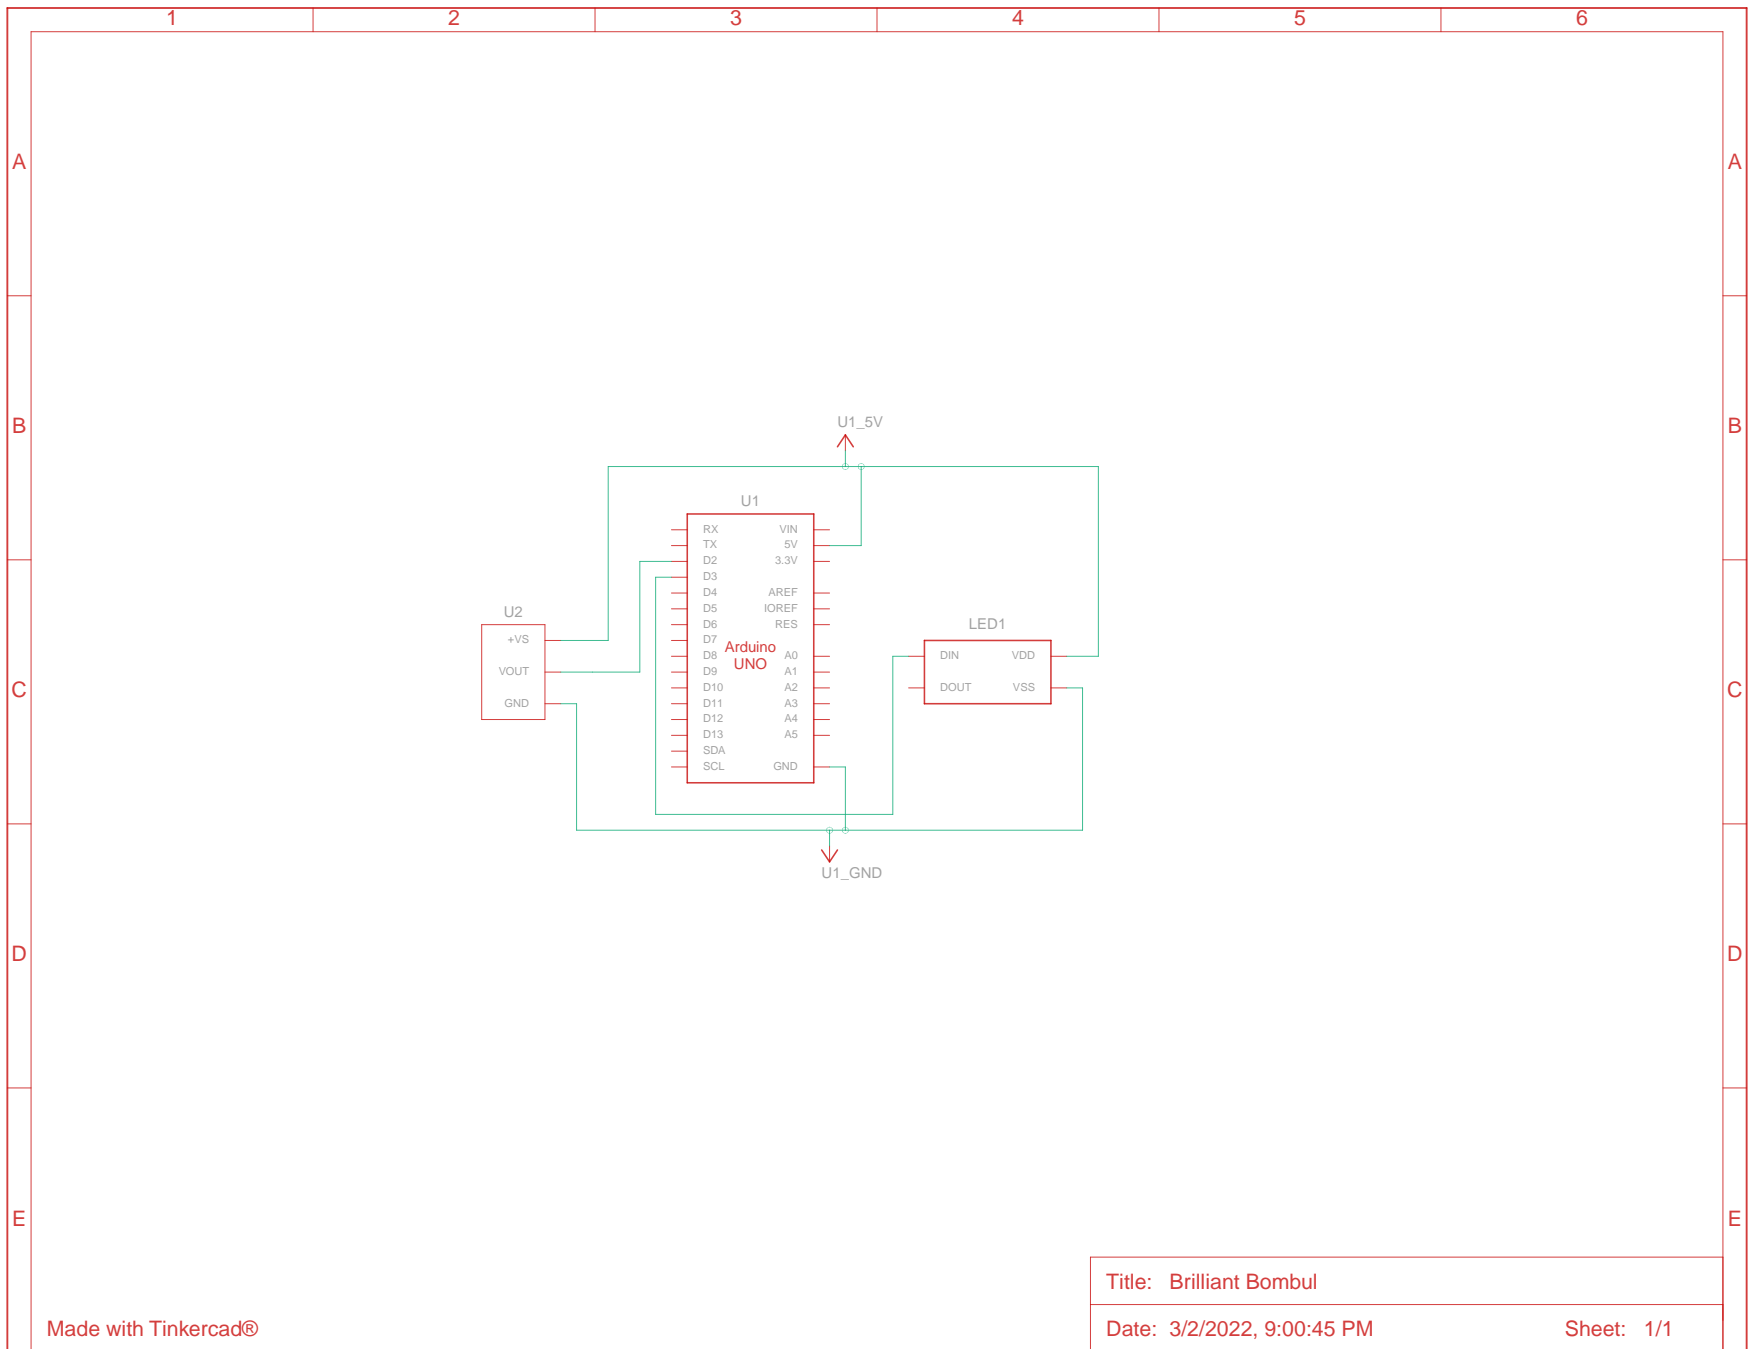 1 2 3 4 5 6
A A
B B
U1_5V
U1
RX VIN
TX 5V
D2 3.3V
D3
D4 AREF
D5 IOREF
D6 RES
D7
Arduino
UNO
D8 A0
D9 A1
D10 A2
D11 A3
D12 A4
D13 A5
SDA
SCL GND
U2
+VS
VOUT
GND
LED1
DIN VDD
DOUT VSS
C C
U1_GND
D D
E E
Title: Brilliant Bombul
Made with Tinkercad®
Date: 3/2/2022, 9:00:45 PM Sheet: 1/1